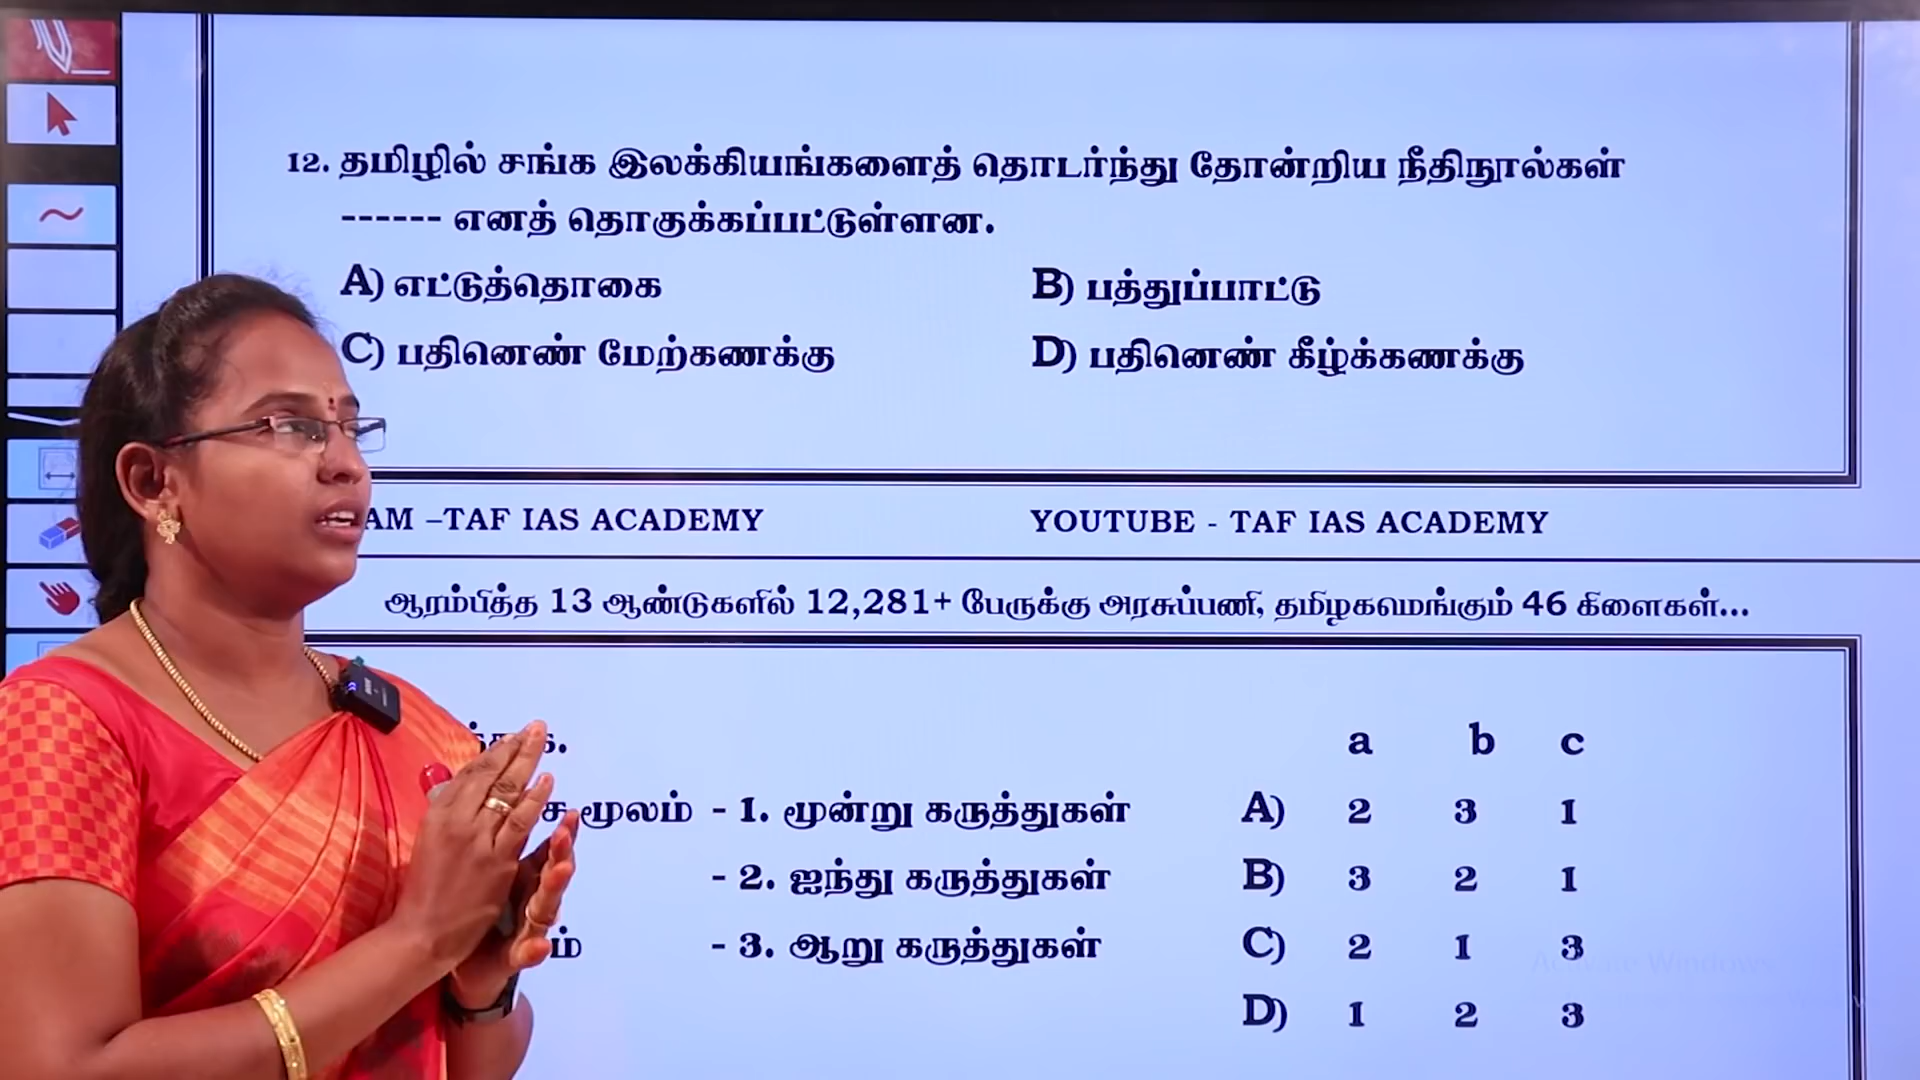 12. தமிழில் சங்க இலக்கியங்களைத் தொடர்ந்து தோன்றிய நீதிநூல்கள்
------ எனத் தொகுக்கப்பட்டுள்ளன.
A) எட்டுத்தொகை B) பத்துப்பாட்டு
C) பதினெண் மேற்கணக்கு D) பதினெண் கீழ்க்கணக்கு
AM –TAF IAS ACADEMY YOUTUBE - TAF IAS ACADEMY
ஆரம்பித்த 13 ஆண்டுகளில் 12,281+ பேருக்கு அரசுப்பணி, தமிழகமெங்கும் 46 கிளைகள்...
a b c
மூலம் - 1. மூன்று கருத்துகள் A) 2 3 1
- 2. ஐந்து கருத்துகள் B) 3 2 1
- 3. ஆறு கருத்துகள் C) 2 1 3
D) 1 2 3
Activate Windows